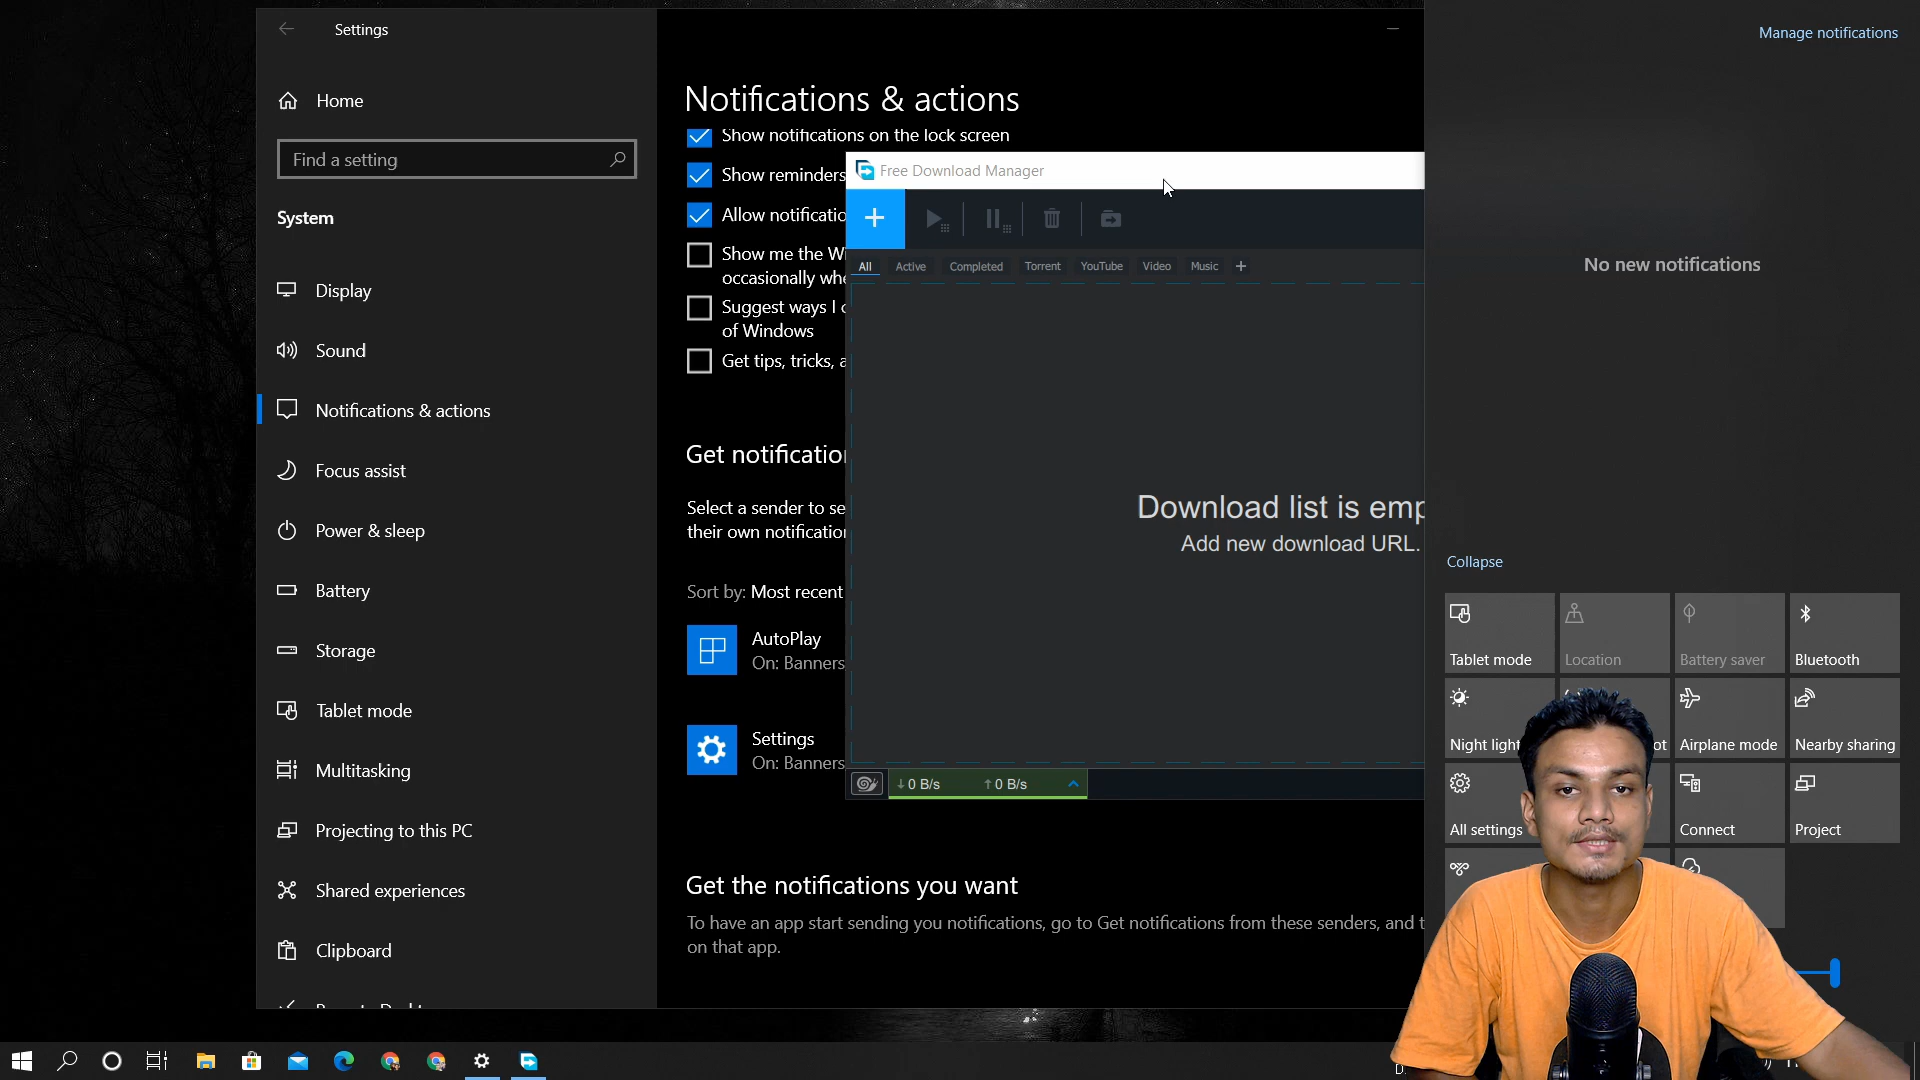 Settings
Home
Find a setting
System
Display
Sound
Notifications & actions
Focus assist
Power & sleep
Battery
Storage
Tablet mode
Multitasking
Projecting to this PC
Shared experiences
Clipboard
Notifications & actions
Show notifications on the lock screen
Show reminders
Allow notificatio
Show me the Wi
occasionally whe
Suggest ways I c
of Windows
Get tips, tricks, a
Get notification
Select a sender to se
their own notification
Sort by: Most recent
AutoPlay
On: Banners
Settings
On: Banners
Get the notifications you want
To have an app start sending you notifications, go to Get notifications from these senders, and t
on that app.
Free Download Manager
All Active Completed Torrent YouTube Video Music +
Download list is emp
Add new download URL.
↓0 B/s ↑0 B/s
Manage notifications
No new notifications
Collapse
Tablet mode Location Battery saver Bluetooth
Night light ot Airplane mode Nearby sharing
All settings Connect Project